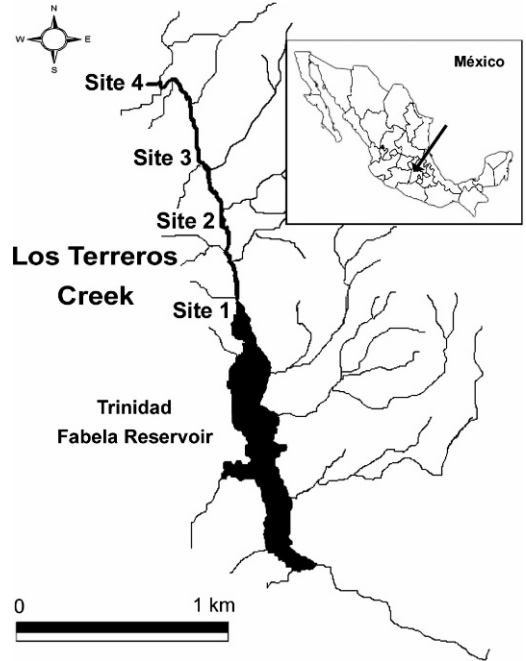 N
W E
S
México
Site 4
Site 3
Site 2
Los Terreros
Creek
Site 1
Trinidad
Fabela Reservoir
0 1 km